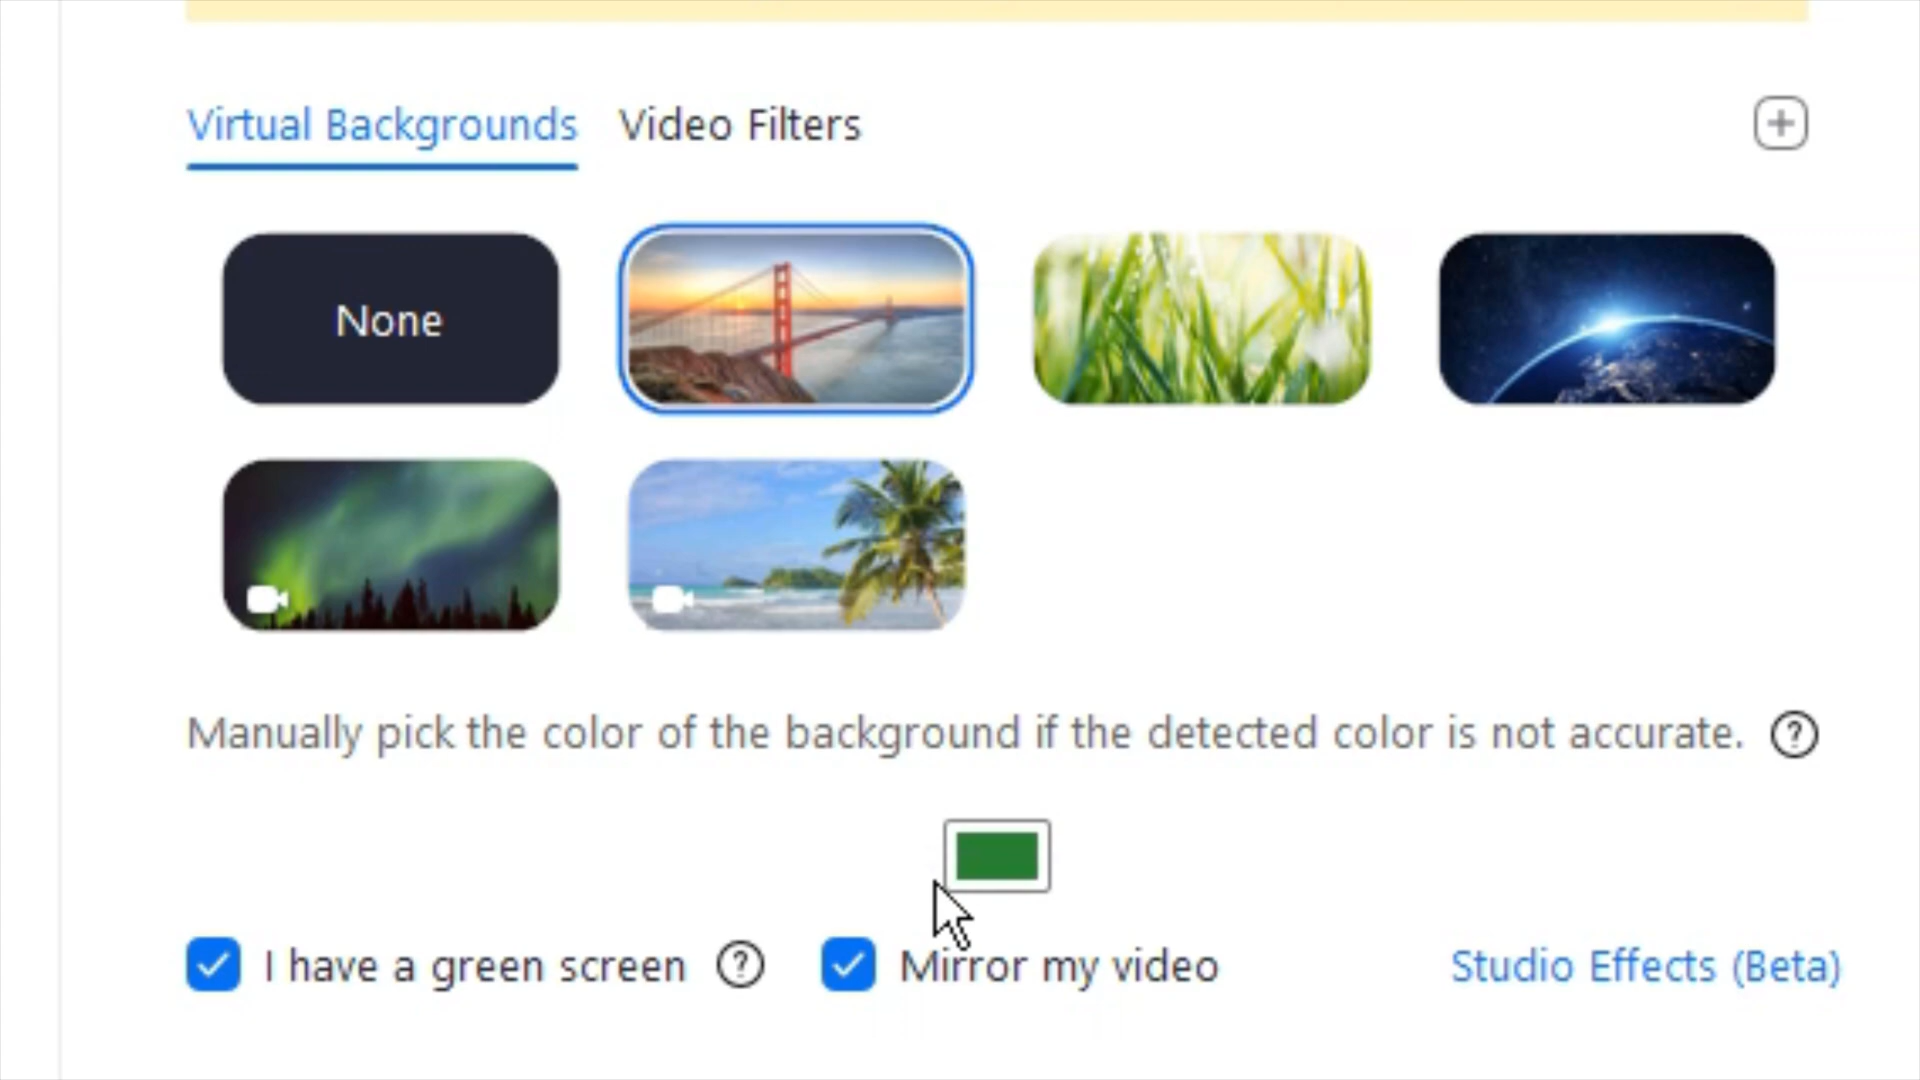 Virtual Backgrounds Video Filters
None
Manually pick the color of the background if the detected color is not accurate. ?
I have a green screen ? Mirror my video Studio Effects (Beta)